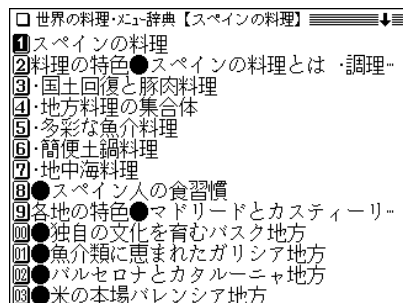 世界の料理・メニュー辞典【スペインの料理】
1スペインの料理
2料理の特色●スペインの料理とは ・調理…
3・国土回復と豚肉料理
4・地方料理の集合体
5・多彩な魚介料理
6・簡便土鍋料理
7・地中海料理
8●スペイン人の食習慣
9各地の特色●マドリードとカスティーリ…
00●独自の文化を育むバスク地方
01●魚介類に恵まれたガリシア地方
02●バルセロナとカタルーニャ地方
03●米の本場バレンシア地方